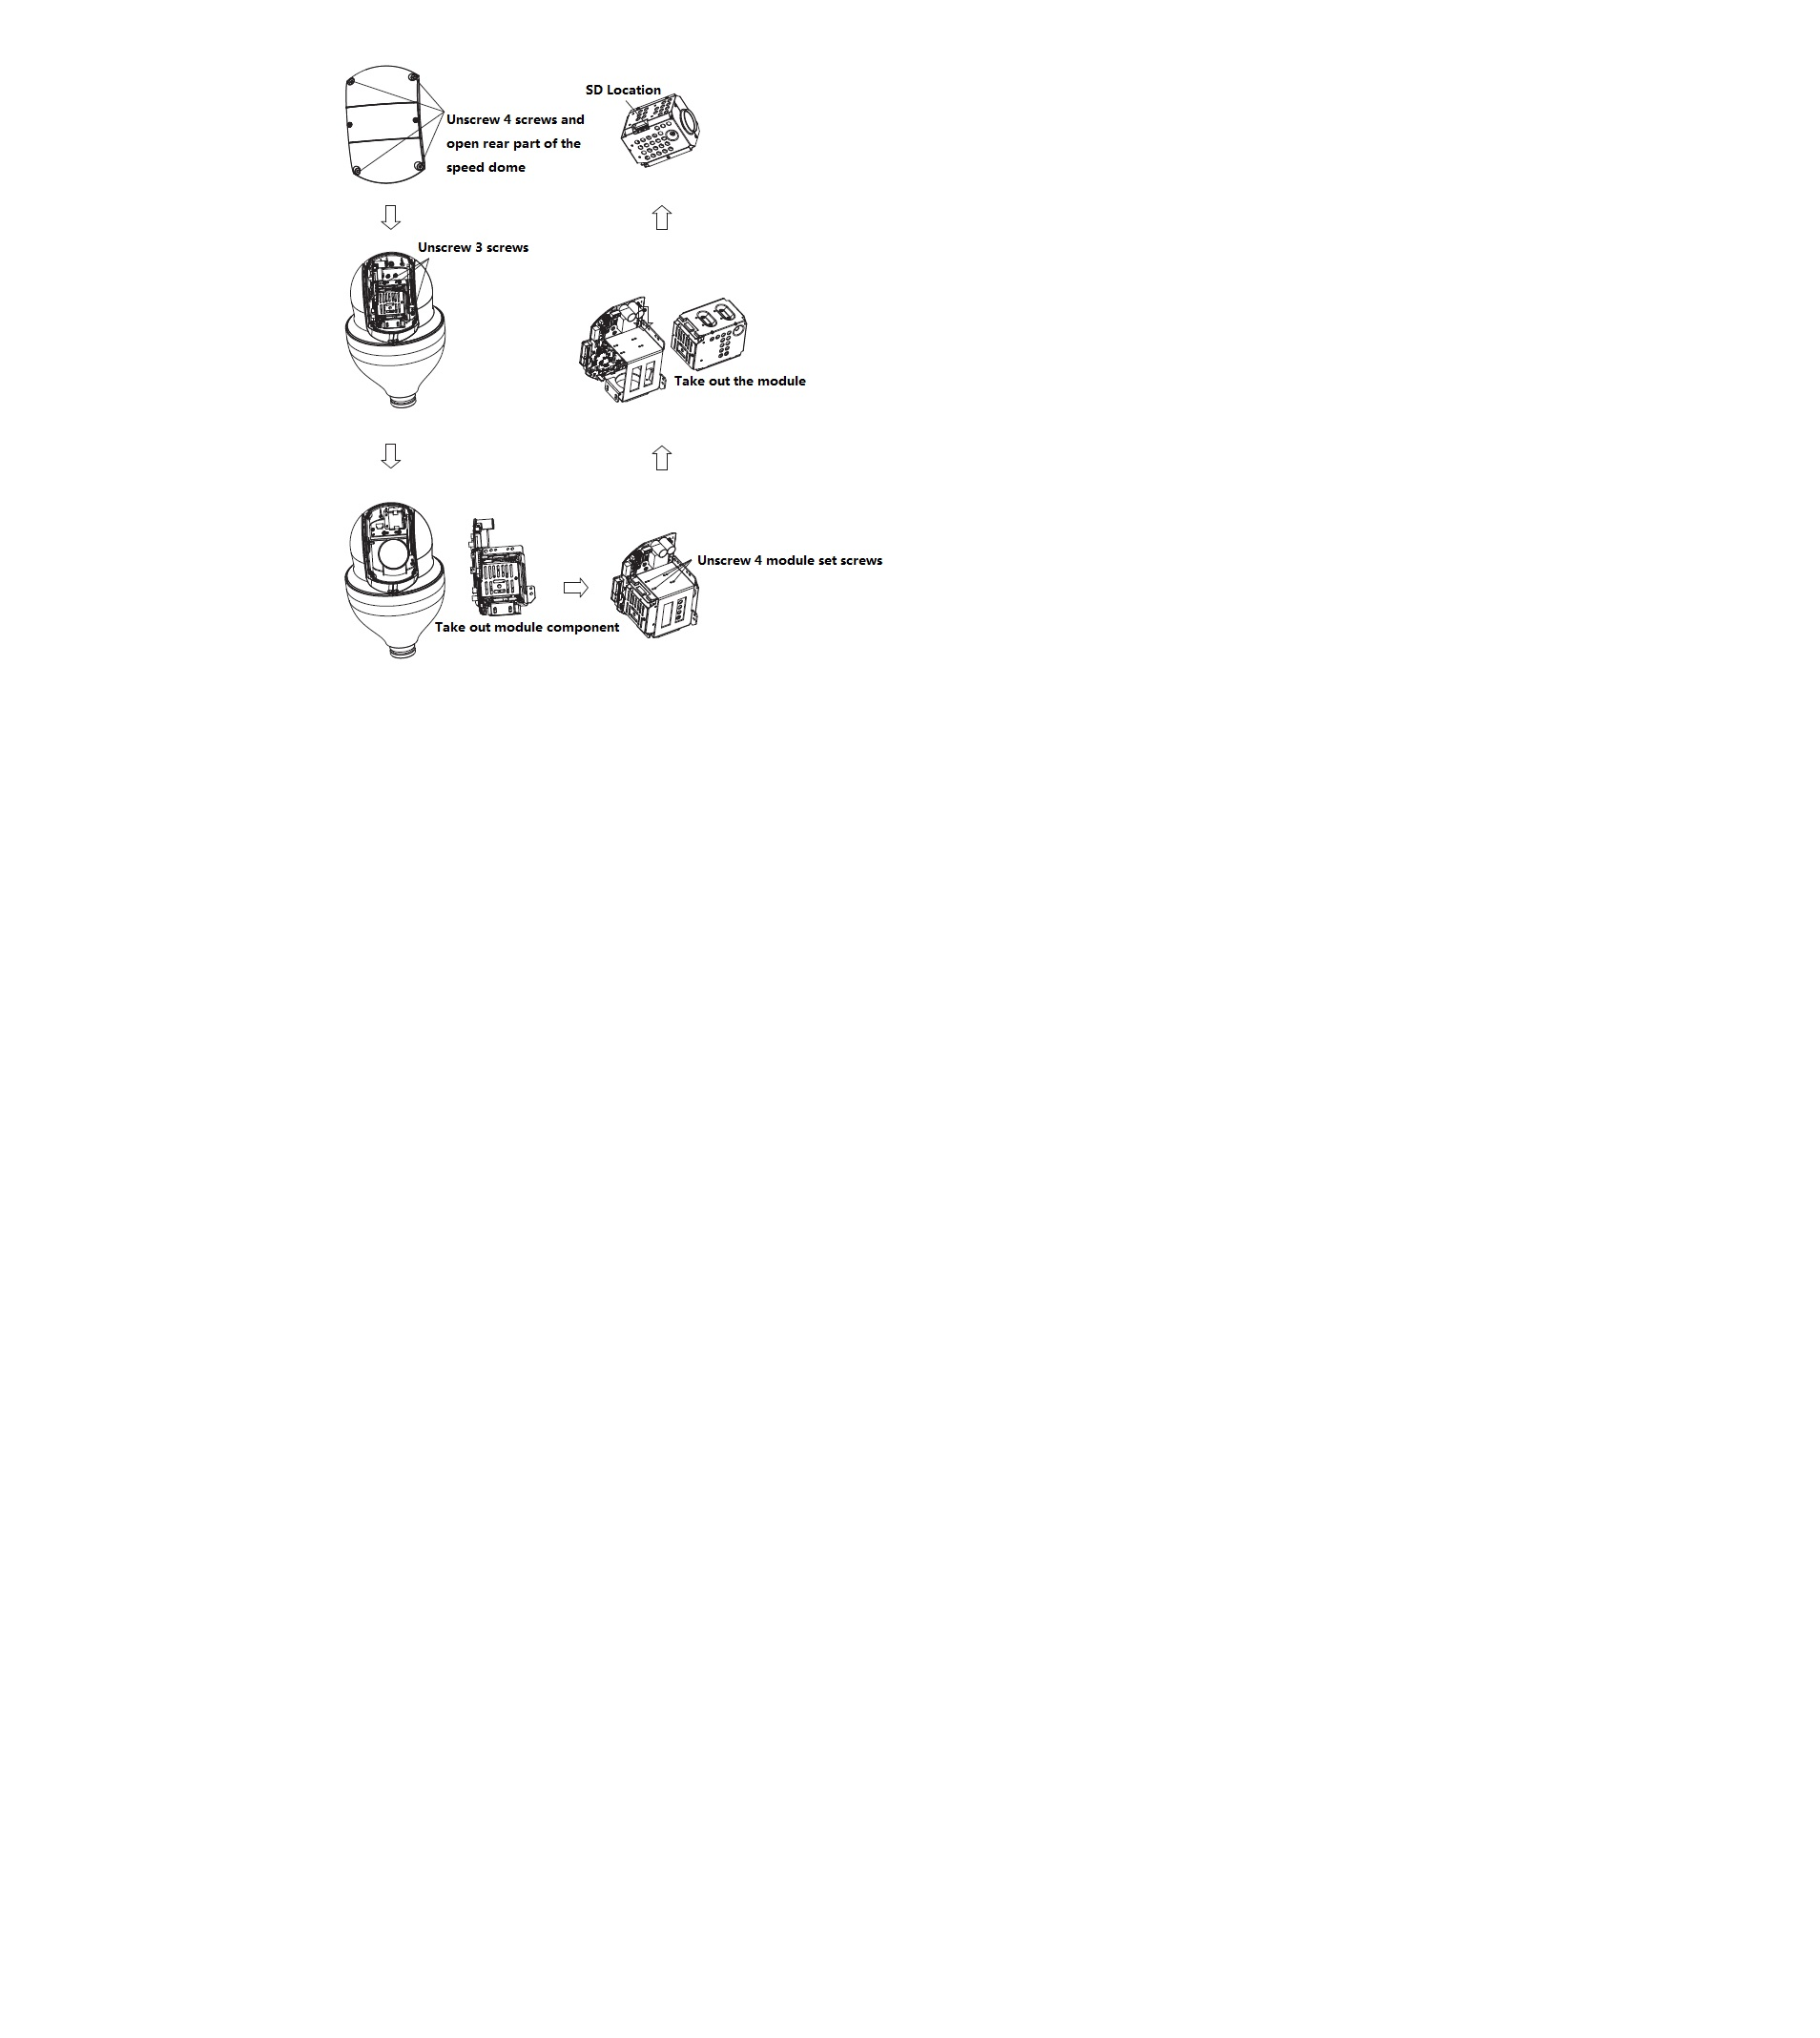 Unscrew 4 screws and
open rear part of the
speed dome
Unscrew 3 screws
Take out module component
Unscrew 4 module set screws
Take out the module
SD Location